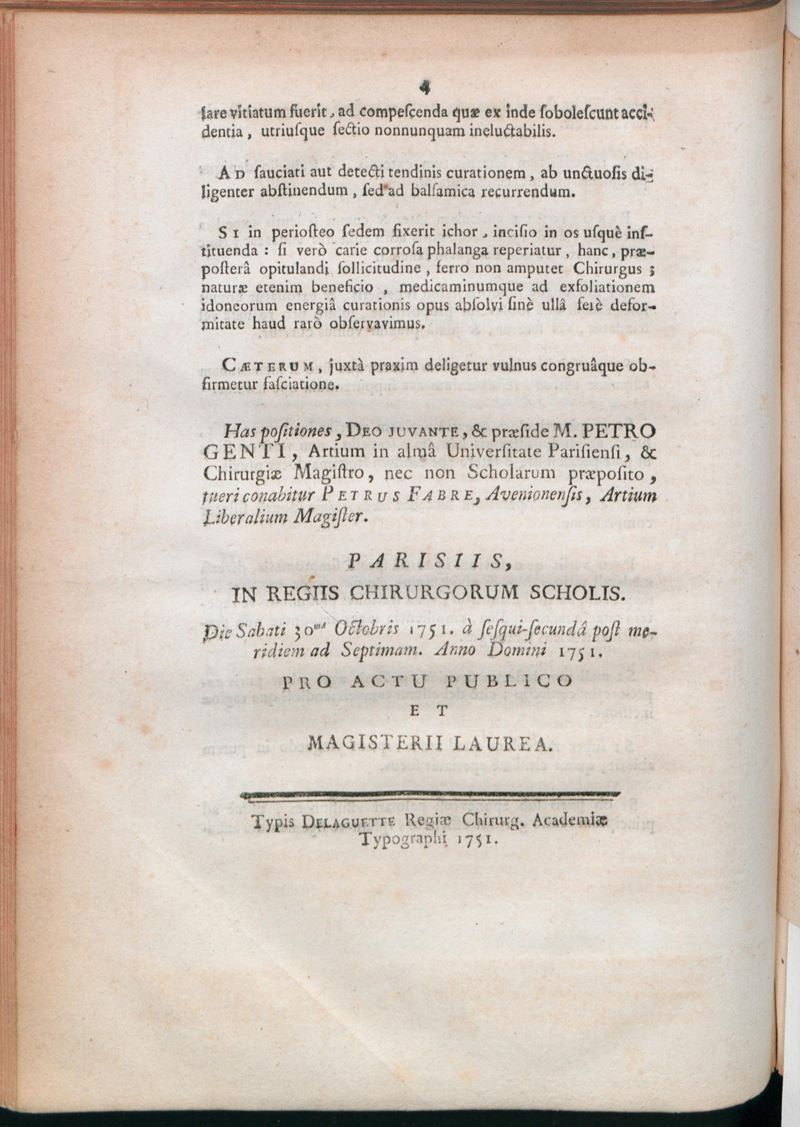 4
lare vitiatum fuerit, ad compeſcenda quæ ex inde ſoboleſcunt acci-
dentia, utriuſque ſectio nonnunquam ineluctabilis.
AD ſauciati aut detecti tendinis curationem, ab unctuoſis di-
ligenter abſtinendum, ſed ad balſamica recurrendum.
SI in perioſteo ſedem fixerit ichor, inciſio in os uſquè inſ-
tituenda : ſi verò carie corroſa phalanga reperiatur, hanc, præ-
poſterâ opitulandi ſollicitudine, ferro non amputet Chirurgus ;
naturæ etenim beneficio, medicaminumque ad exfoliationem
idoneorum energiâ curationis opus abſolvi ſinè ullâ ferè defor-
mitate haud rarò obſervavimus.
CÆTERUM, juxtà praxim deligetur vulnus congruâque ob-
firmetur faſciatione.
Has poſitiones, DEO JUVANTE, & præſide M. PETRO
GENTI, Artium in almâ Univerſitate Pariſienſi, &
Chirurgiæ Magiſtro, nec non Scholarum præpoſito,
tueri conabitur PETRUS FABRE, Avenionenſis, Artium
Liberalium Magiſter.
PARISIIS,
IN REGIIS CHIRURGORUM SCHOLIS.
Die Sabati 30mâ Octobris 1751. à ſeſqui-ſecundâ poſt me-
ridiem ad Septimam. Anno Domini 1751.
PRO ACTU PUBLICO
ET
MAGISTERII LAUREA.
Typis DELAGUETTE Regiæ Chirurg. Academiæ
Typographi 1751.